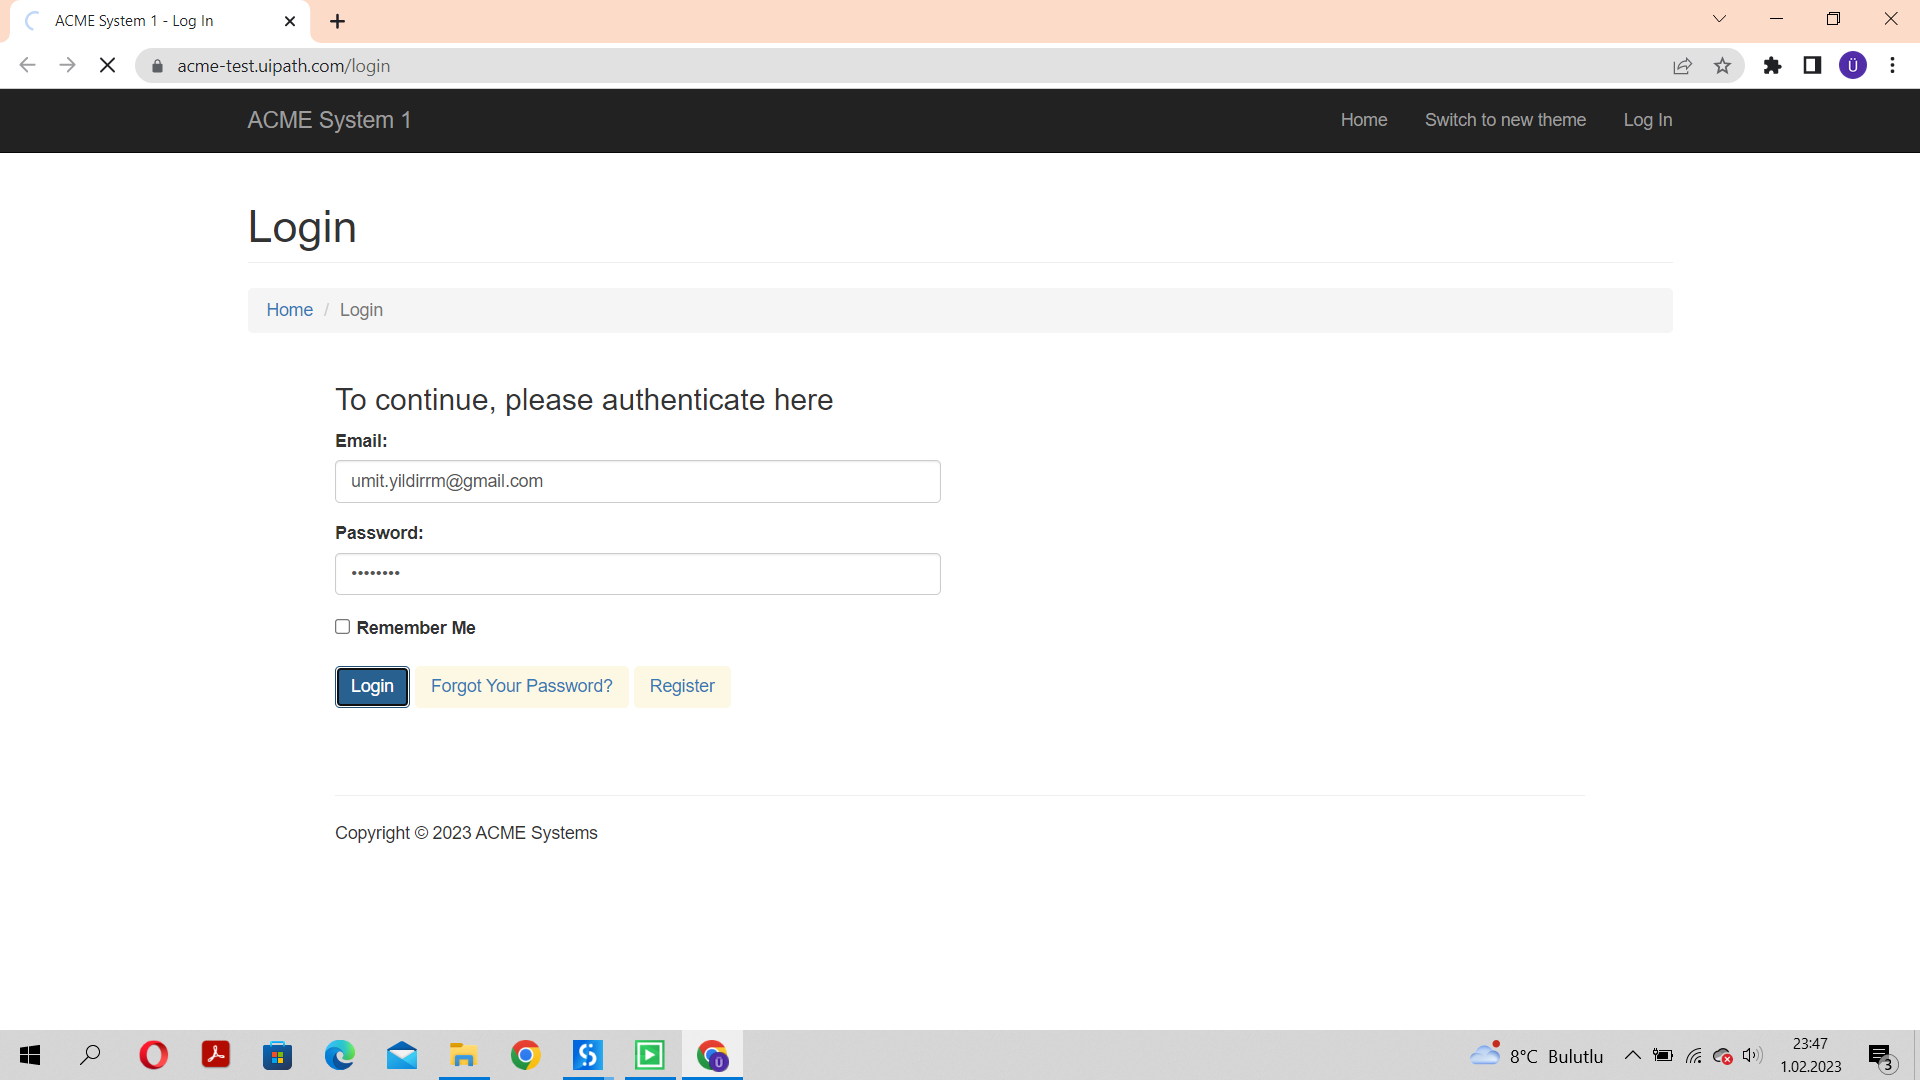 ACME System 1 - Log In
acme-test.uipath.com/login
Ü
ACME System 1
Home
Switch to new theme
Log In
Login
Home / Login
To continue, please authenticate here
Email:
umit.yildirrm@gmail.com
Password:
••••••••
Remember Me
Login
Forgot Your Password?
Register
Copyright © 2023 ACME Systems
8°C Bulutlu
23:47
1.02.2023
3